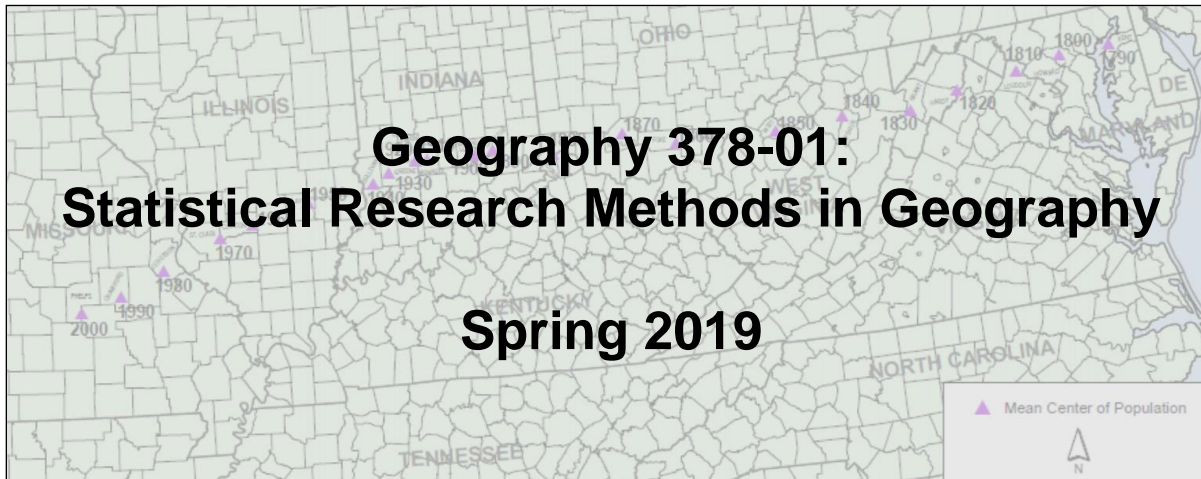 Geography 378-01:
Statistical Research Methods in Geography
Spring 2019
OHIO
INDIANA
ILLINOIS
MISSOURI
WEST
KENTUCKY
TENNESSEE
NORTH CAROLINA
MARYLAND
DE
1790
1800
1810
1820
1830
1840
1850
1870
1930
1970
1980
1990
2000
PHELPS
Mean Center of Population
N